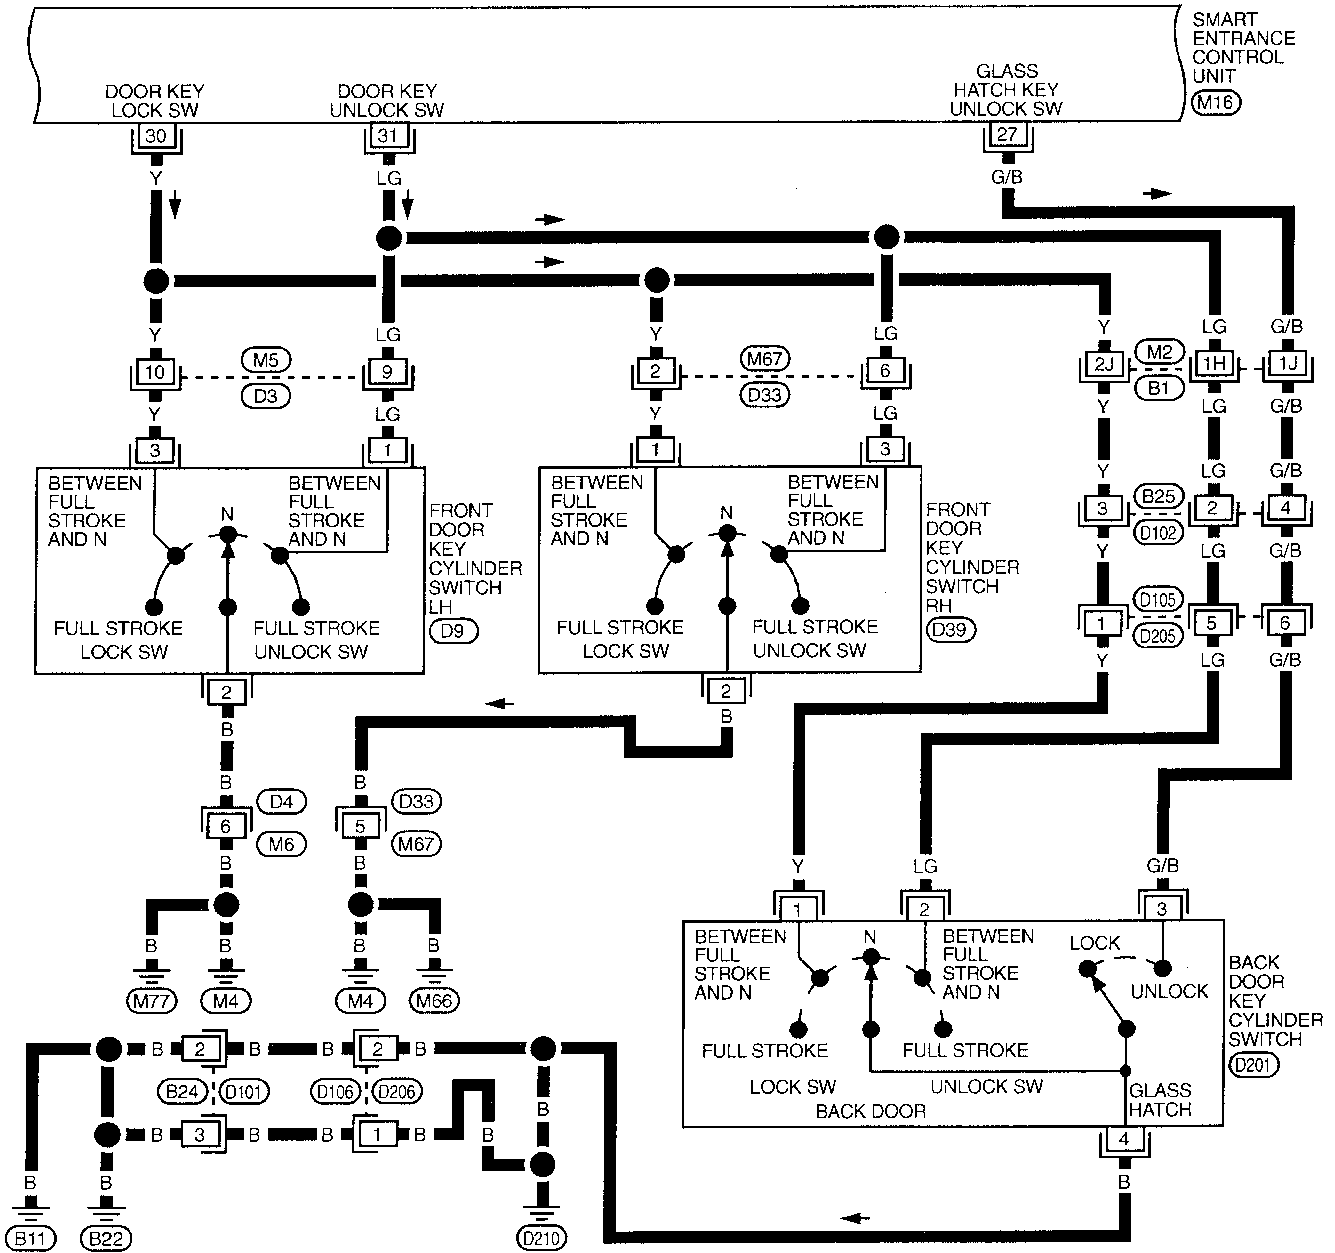 SMART
ENTRANCE
CONTROL
UNIT
M16
DOOR KEY
LOCK SW
DOOR KEY
UNLOCK SW
GLASS
HATCH KEY
UNLOCK SW
30
31
27
Y
LG
G/B
Y
LG
Y
LG
Y
LG
G/B
10
M5
D3
9
2
M67
D33
6
2J
M2
B1
1H
1J
Y
LG
Y
LG
Y
LG
G/B
3
1
1
3
Y
LG
G/B
3
B25
D102
2
4
Y
LG
G/B
1
D105
D205
5
6
Y
LG
G/B
BETWEEN
FULL
STROKE
AND N
N
BETWEEN
FULL
STROKE
AND N
FULL STROKE
LOCK SW
FULL STROKE
UNLOCK SW
FRONT
DOOR
KEY
CYLINDER
SWITCH
LH
D9
BETWEEN
FULL
STROKE
AND N
N
BETWEEN
FULL
STROKE
AND N
FULL STROKE
LOCK SW
FULL STROKE
UNLOCK SW
FRONT
DOOR
KEY
CYLINDER
SWITCH
RH
D39
2
2
B
B
B
B
6
D4
M6
5
D33
M67
B
B
B
B
B
B
M77
M4
M4
M66
Y
LG
G/B
1
2
3
BETWEEN
FULL
STROKE
AND N
N
BETWEEN
FULL
STROKE
AND N
LOCK
UNLOCK
FULL STROKE
LOCK SW
FULL STROKE
UNLOCK SW
BACK DOOR
GLASS
HATCH
BACK
DOOR
KEY
CYLINDER
SWITCH
D201
4
B
B
2
B
B
2
B
B24
D101
D106
D206
B
3
B
B
1
B
B
B
B
B
B11
B22
D210